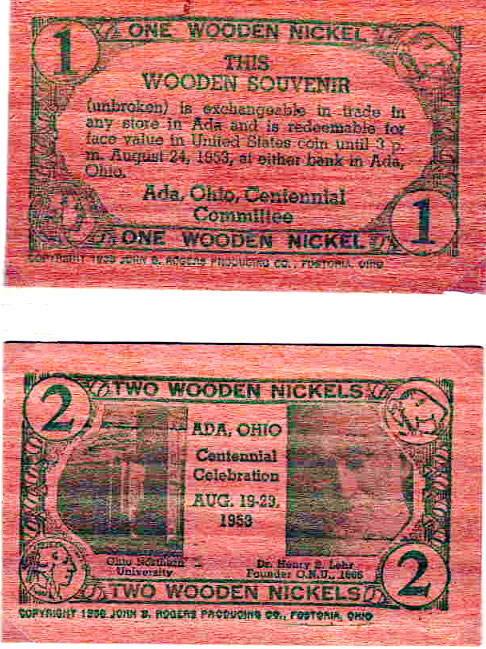 ONE WOODEN NICKEL
1
THIS
WOODEN SOUVENIR
(unbroken) is exchangeable in trade in
any store in Ada and is redeemable for
face value in United States coin until 3 p.
m. August 24, 1953, at either bank in Ada,
Ohio.
Ada, Ohio, Centennial
Committee
1
ONE WOODEN NICKEL
COPYRIGHT JOHN B. ROGERS PRODUCING CO., FOSTORIA, OHIO
TWO WOODEN NICKELS
2
ADA, OHIO
Centennial
Celebration
AUG. 19-23,
1953
Ohio Northern
University
Dr. Henry S. Lehr
Founder O.N.U.,
2
TWO WOODEN NICKELS
COPYRIGHT JOHN B. ROGERS PRODUCING CO., FOSTORIA, OHIO